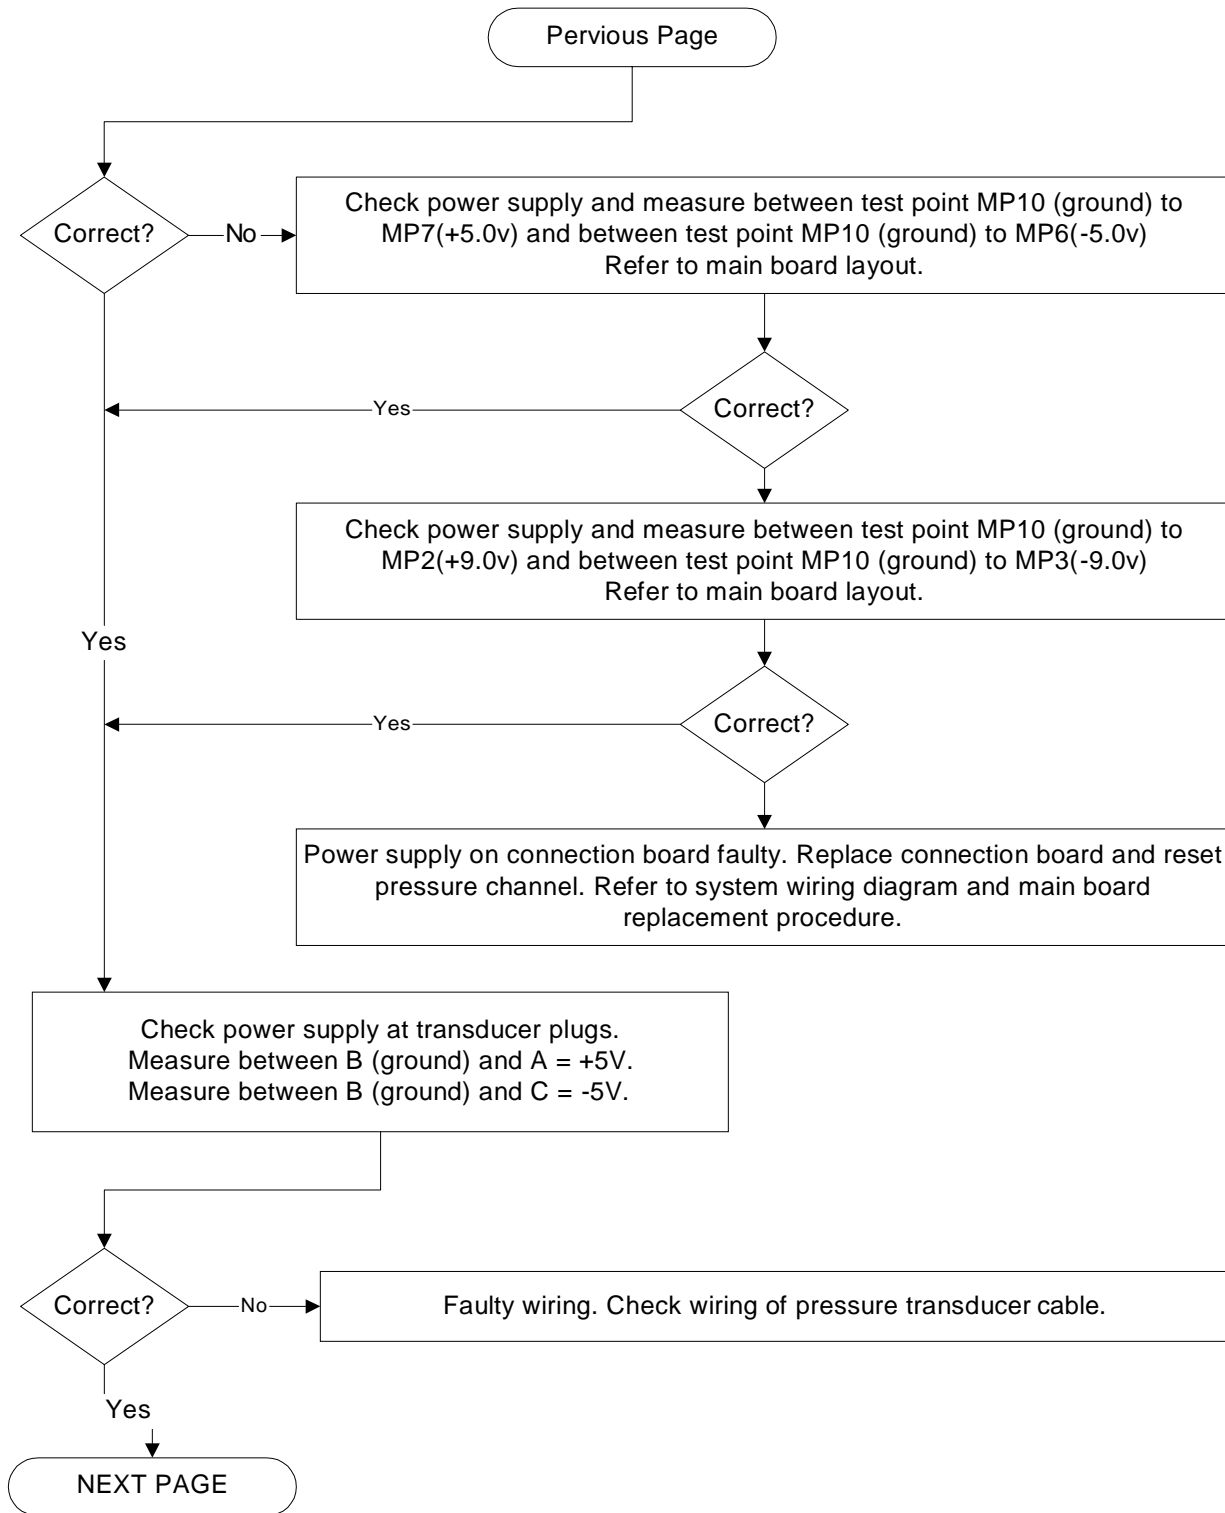 Pervious Page
Correct?
No
Check power supply and measure between test point MP10 (ground) to
MP7(+5.0v) and between test point MP10 (ground) to MP6(-5.0v)
Refer to main board layout.
Yes
Correct?
Check power supply and measure between test point MP10 (ground) to
MP2(+9.0v) and between test point MP10 (ground) to MP3(-9.0v)
Refer to main board layout.
Yes
Yes
Correct?
Power supply on connection board faulty. Replace connection board and reset
pressure channel. Refer to system wiring diagram and main board
replacement procedure.
Check power supply at transducer plugs.
Measure between B (ground) and A = +5V.
Measure between B (ground) and C = -5V.
Correct?
No
Faulty wiring. Check wiring of pressure transducer cable.
Yes
NEXT PAGE